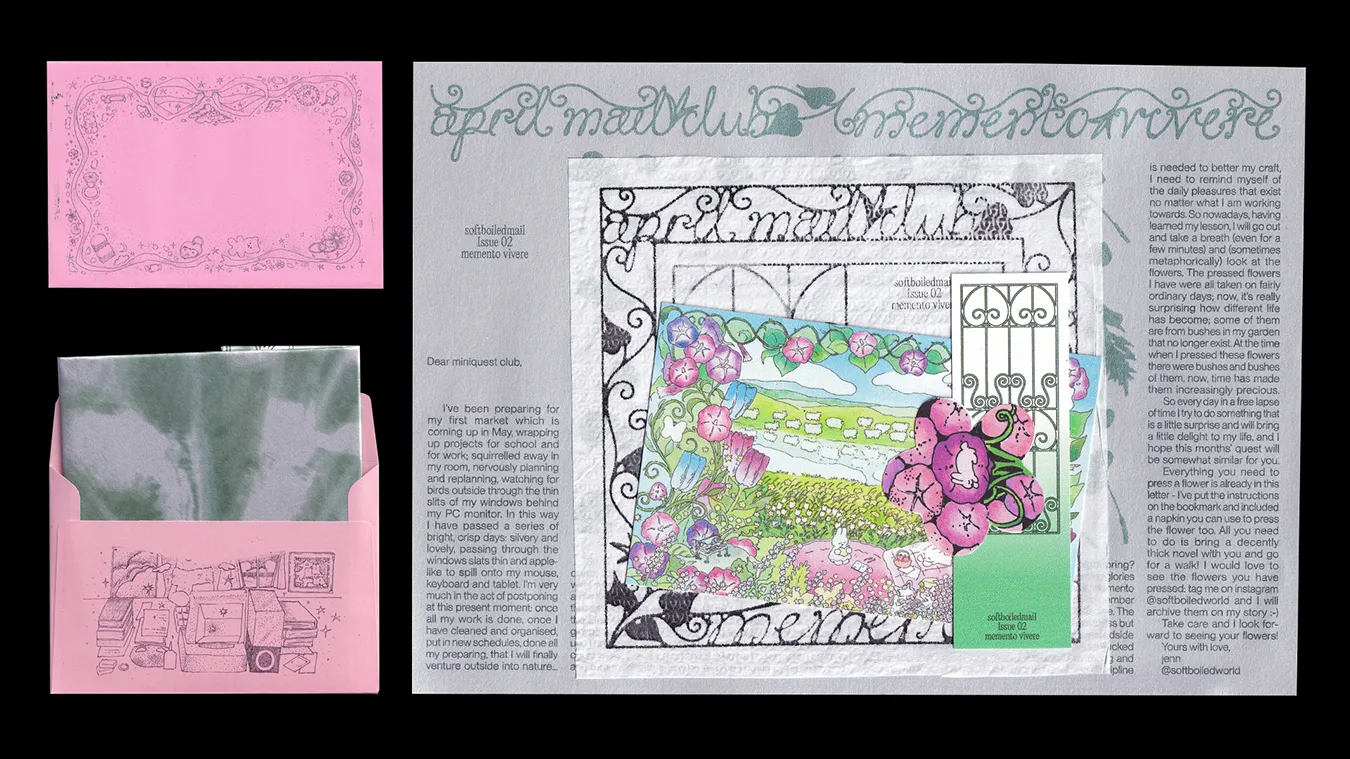 april mail club memento vivere
softboiledmail
Issue 02
memento vivere
Dear miniquest club,
I've been preparing for
my first market which is
coming up in May, wrapping
up projects for school and
for work; squirrelled away in
my room, nervously planning
and replanning, watching for
birds outside through the thin
slits of my windows behind
my PC monitor. In this way
I have passed a series of
bright, crisp days: silvery and
lovely, passing through the
windows slats thin and apple-
like to spill onto my mouse,
keyboard and tablet. I'm very
much in the act of postponing
at this present moment: once
all my work is done, once I
have cleaned and organised,
put in new schedules, done all
my preparing, that I will finally
venture outside into nature...
april mail club
softboiledmail
Issue 02
memento vivere
softboiledmail
Issue 02
memento vivere
oring?
glories
mento
ember
The
ss but
dside
ucked
g and
ipline
is needed to better my craft,
I need to remind myself of
the daily pleasures that exist
no matter what I am working
towards. So nowadays, having
learned my lesson, I will go out
and take a breath (even for a
few minutes) and (sometimes
metaphorically) look at the
flowers. The pressed flowers
I have were all taken on fairly
ordinary days; now, it's really
surprising how different life
has become; some of them
are from bushes in my garden
that no longer exist. At the time
when I pressed these flowers
there were bushes and bushes
of them, now, time has made
them increasingly precious.
So every day in a free lapse
of time I try to do something that
is a little surprise and will bring
a little delight to my life, and I
hope this months' quest will
be somewhat similar for you.
Everything you need to
press a flower is already in this
letter - I've put the instructions
on the bookmark and included
a napkin you can use to press
the flower too. All you need
to do is bring a decently
thick novel with you and go
for a walk! I would love to
see the flowers you have
pressed: tag me on instagram
@softboiledworld and I will
archive them on my story :-)
Take care and I look for-
ward to seeing your flowers!
Yours with love,
jenn
@softboiledworld